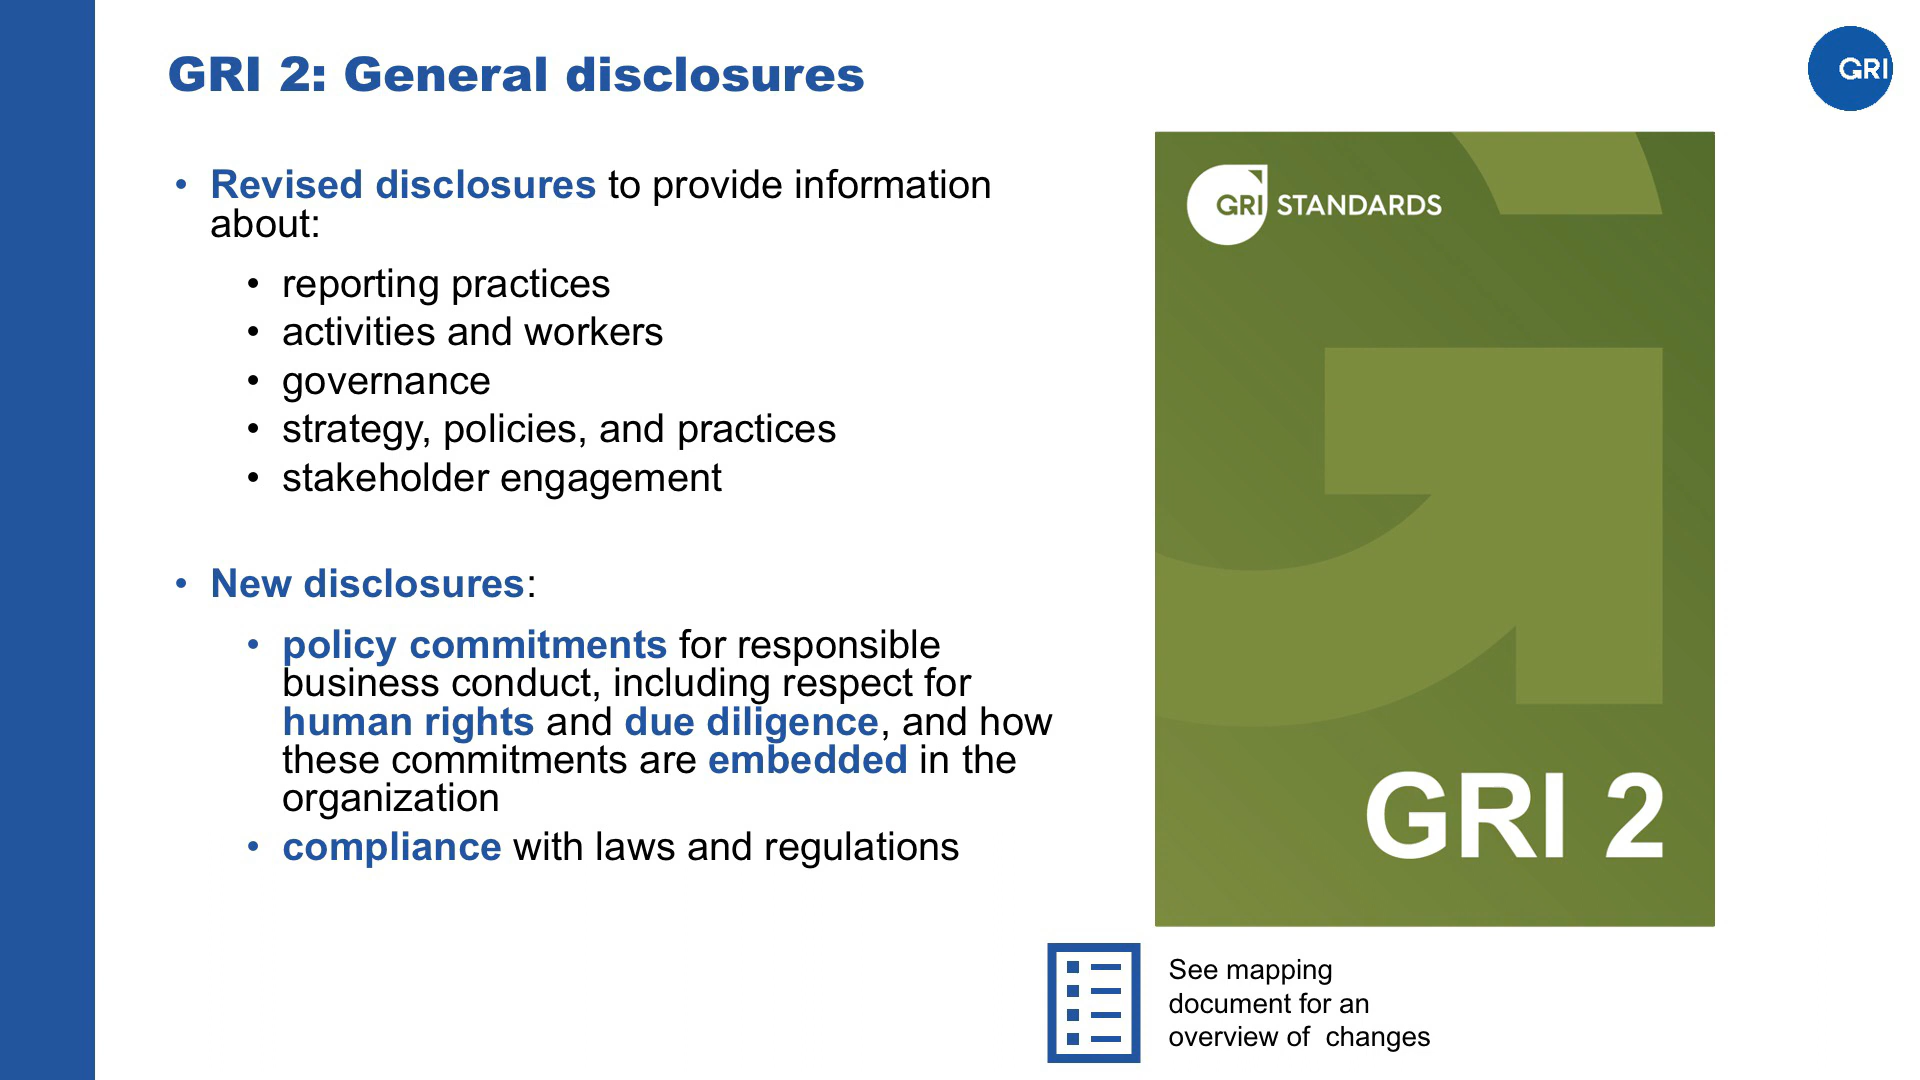 GRI 2: General disclosures
GRI
• Revised disclosures to provide information
about:
• reporting practices
• activities and workers
• governance
• strategy, policies, and practices
• stakeholder engagement
• New disclosures:
• policy commitments for responsible
business conduct, including respect for
human rights and due diligence, and how
these commitments are embedded in the
organization
• compliance with laws and regulations
GRI STANDARDS
GRI 2
See mapping
document for an
overview of  changes